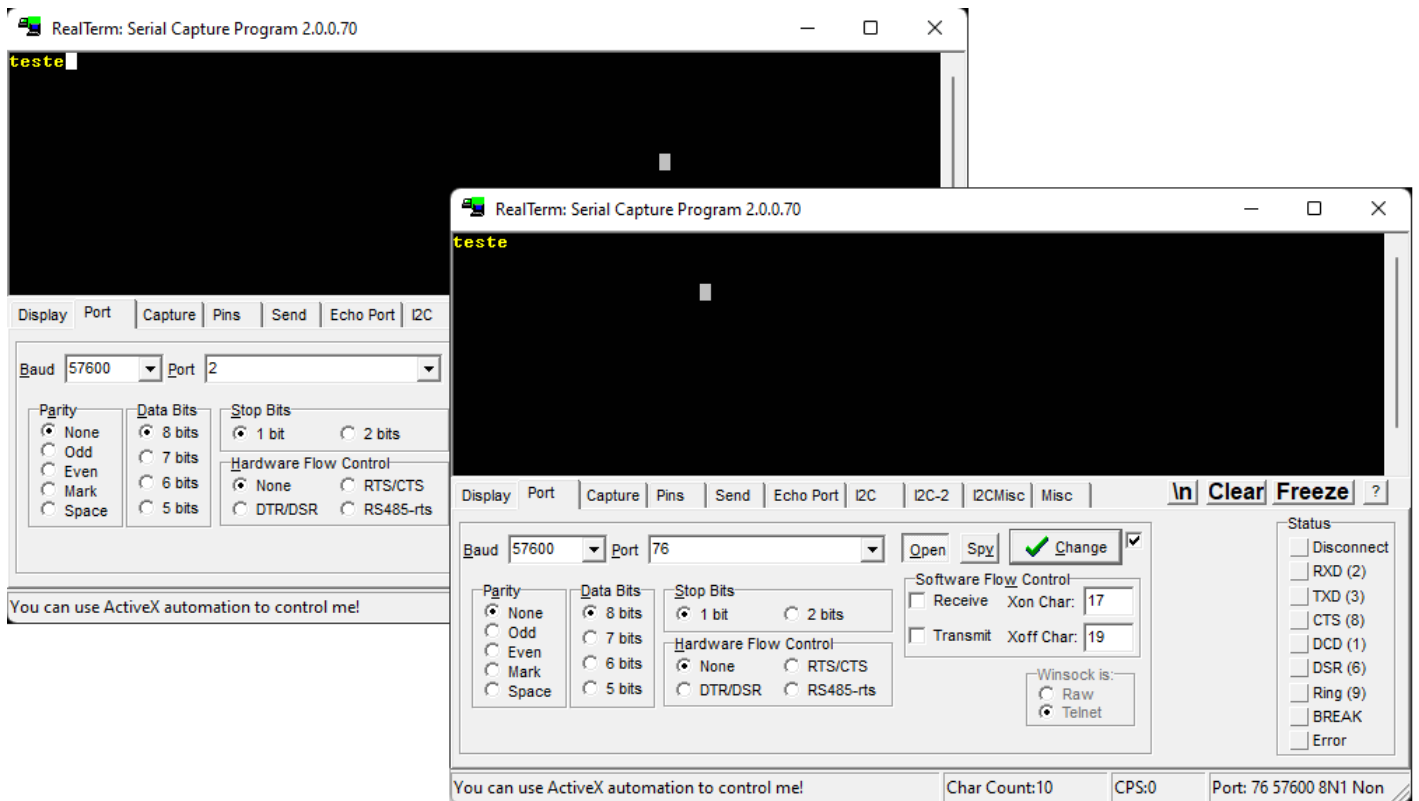 RealTerm: Serial Capture Program 2.0.0.70
teste
Display Port Capture Pins Send Echo Port I2C
Baud 57600 Port 2
Parity Data Bits Stop Bits
None 8 bits 1 bit 2 bits
Odd 7 bits Hardware Flow Control
Even 6 bits None RTS/CTS
Mark 5 bits DTR/DSR RS485-rts
Space
You can use ActiveX automation to control me!
RealTerm: Serial Capture Program 2.0.0.70
teste
Display Port Capture Pins Send Echo Port I2C I2C-2 I2CMisc Misc \n Clear Freeze ?
Baud 57600 Port 76 Open Spy Change
Parity Data Bits Stop Bits
None 8 bits 1 bit 2 bits
Odd 7 bits Hardware Flow Control
Even 6 bits None RTS/CTS
Mark 5 bits DTR/DSR RS485-rts
Space
Software Flow Control
Receive Xon Char: 17
Transmit Xoff Char: 19
Winsock is:
Raw
Telnet
Status
Disconnect
RXD (2)
TXD (3)
CTS (8)
DCD (1)
DSR (6)
Ring (9)
BREAK
Error
You can use ActiveX automation to control me! Char Count:10 CPS:0 Port: 76 57600 8N1 Non